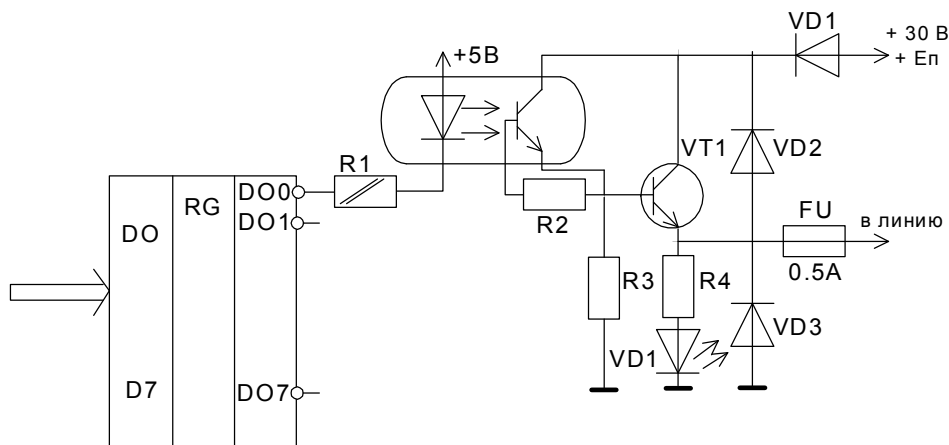 VD1
+ 30 В
+ Еп
+5В
VT1
VD2
R1
DO0
RG
DO1
DO
R2
FU
в линию
0.5А
R3
R4
VD1
VD3
D7
DO7